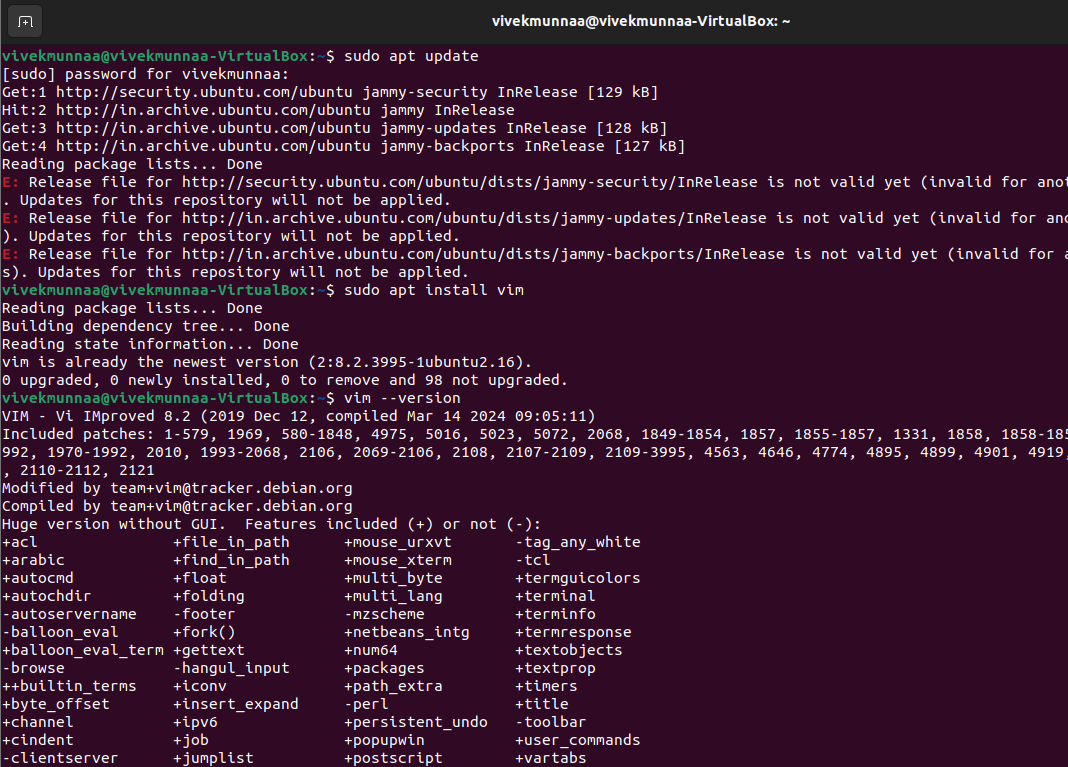 vivekmunnaa@vivekmunnaa-VirtualBox: ~
vivekmunnaa@vivekmunnaa-VirtualBox:~$ sudo apt update
[sudo] password for vivekmunnaa:
Get:1 http://security.ubuntu.com/ubuntu jammy-security InRelease [129 kB]
Hit:2 http://in.archive.ubuntu.com/ubuntu jammy InRelease
Get:3 http://in.archive.ubuntu.com/ubuntu jammy-updates InRelease [128 kB]
Get:4 http://in.archive.ubuntu.com/ubuntu jammy-backports InRelease [127 kB]
Reading package lists... Done
E: Release file for http://security.ubuntu.com/ubuntu/dists/jammy-security/InRelease is not valid yet (invalid for
. Updates for this repository will not be applied.
E: Release file for http://in.archive.ubuntu.com/ubuntu/dists/jammy-updates/InRelease is not valid yet (invalid for
). Updates for this repository will not be applied.
E: Release file for http://in.archive.ubuntu.com/ubuntu/dists/jammy-backports/InRelease is not valid yet (invalid for
s). Updates for this repository will not be applied.
vivekmunnaa@vivekmunnaa-VirtualBox:~$ sudo apt install vim
Reading package lists... Done
Building dependency tree... Done
Reading state information... Done
vim is already the newest version (2:8.2.3995-1ubuntu2.16).
0 upgraded, 0 newly installed, 0 to remove and 98 not upgraded.
vivekmunnaa@vivekmunnaa-VirtualBox:~$ vim --version
VIM - Vi IMproved 8.2 (2019 Dec 12, compiled Mar 14 2024 09:05:11)
Included patches: 1-579, 1969, 580-1848, 4975, 5016, 5023, 5072, 2068, 1849-1854, 1857, 1855-1857, 1331, 1858,
992, 1970-1992, 2010, 1993-2068, 2106, 2069-2106, 2108, 2107-2109, 2109-3995, 4563, 4646, 4774, 4895, 4899, 4901, 4919,
, 2110-2112, 2121
Modified by team+vim@tracker.debian.org
Compiled by team+vim@tracker.debian.org
Huge version without GUI.  Features included (+) or not (-):
+acl +file_in_path +mouse_urxvt -tag_any_white
+arabic +find_in_path +mouse_xterm -tcl
+autocmd +float +multi_byte +termguicolors
+autochdir +folding +multi_lang +terminal
-autoservername -footer -mzscheme +terminfo
-balloon_eval +fork() +netbeans_intg +termresponse
+balloon_eval_term +gettext +num64 +textobjects
-browse -hangul_input +packages +textprop
++builtin_terms +iconv +path_extra +timers
+byte_offset +insert_expand -perl +title
+channel +ipv6 +persistent_undo -toolbar
+cindent +job +popupwin +user_commands
-clientserver +jumplist +postscript +vartabs